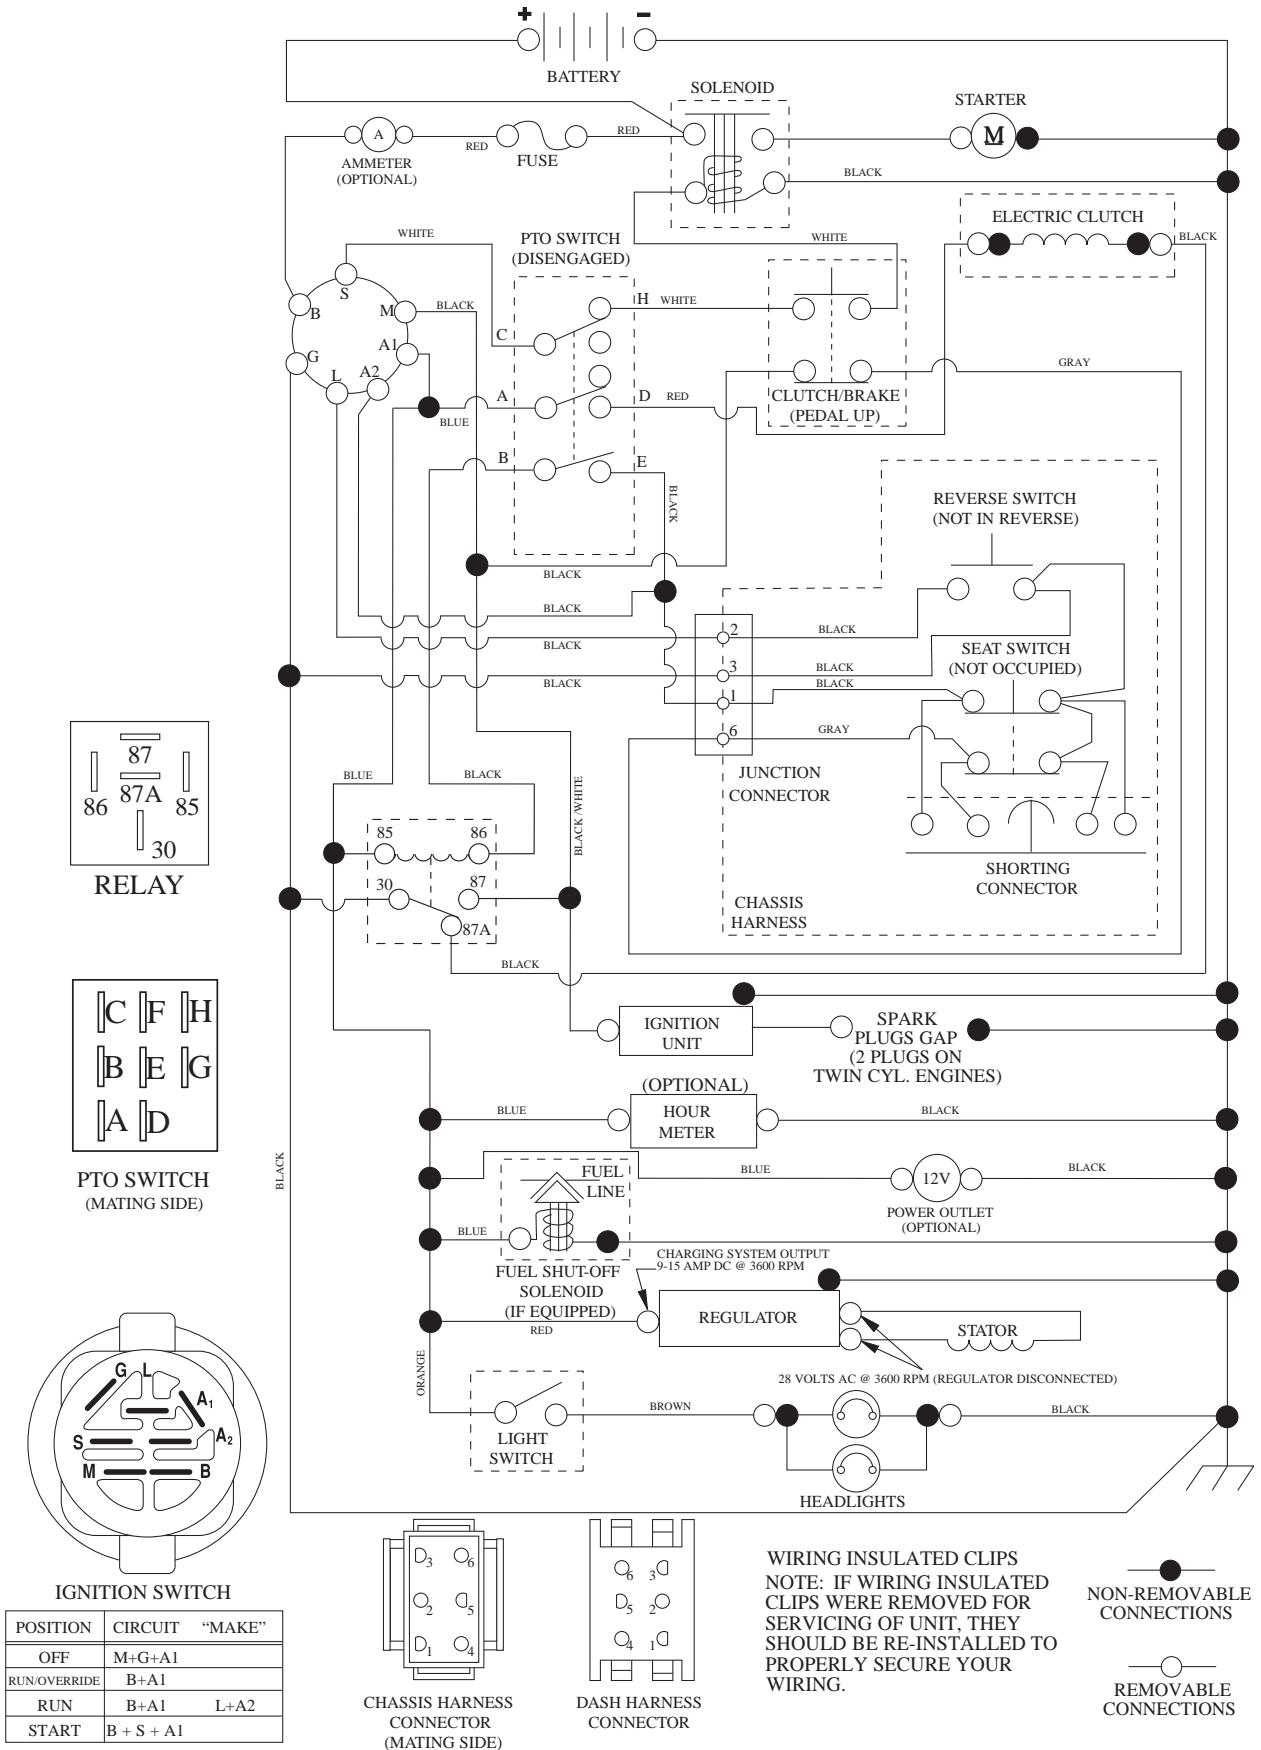 + −
BATTERY
SOLENOID
STARTER
A
RED
FUSE
RED
M
AMMETER
(OPTIONAL)
BLACK
ELECTRIC CLUTCH
BLACK
WHITE
PTO SWITCH
(DISENGAGED)
WHITE
S
B
M
BLACK
H WHITE
C
A1
G
L
A2
GRAY
CLUTCH/BRAKE
(PEDAL UP)
A
D RED
BLUE
B
E
BLACK
REVERSE SWITCH
(NOT IN REVERSE)
BLACK
BLACK
2
BLACK
BLACK
SEAT SWITCH
(NOT OCCUPIED)
3
BLACK
BLACK
BLACK
1
6
GRAY
87
87A
86
85
30
RELAY
BLUE
BLACK
BLACK /WHITE
JUNCTION
CONNECTOR
85
86
30
87
87A
SHORTING
CONNECTOR
CHASSIS
HARNESS
BLACK
C F H
B E G
A D
PTO SWITCH
(MATING SIDE)
IGNITION
UNIT
SPARK
PLUGS GAP
(2 PLUGS ON
TWIN CYL. ENGINES)
(OPTIONAL)
HOUR
METER
BLUE
BLACK
BLACK
FUEL
LINE
BLUE
12V
BLACK
POWER OUTLET
(OPTIONAL)
BLUE
FUEL SHUT-OFF
SOLENOID
(IF EQUIPPED)
CHARGING SYSTEM OUTPUT
9-15 AMP DC @ 3600 RPM
RED
REGULATOR
STATOR
28 VOLTS AC @ 3600 RPM (REGULATOR DISCONNECTED)
ORANGE
LIGHT
SWITCH
BROWN
BLACK
HEADLIGHTS
G L
A1
A2
S
M
B
IGNITION SWITCH
POSITION CIRCUIT “MAKE”
OFF M+G+A1
RUN/OVERRIDE B+A1
RUN B+A1 L+A2
START B + S + A1
3 6
2 5
1 4
CHASSIS HARNESS
CONNECTOR
(MATING SIDE)
6 3
5 2
4 1
DASH HARNESS
CONNECTOR
WIRING INSULATED CLIPS
NOTE: IF WIRING INSULATED
CLIPS WERE REMOVED FOR
SERVICING OF UNIT, THEY
SHOULD BE RE-INSTALLED TO
PROPERLY SECURE YOUR
WIRING.
NON-REMOVABLE
CONNECTIONS
REMOVABLE
CONNECTIONS